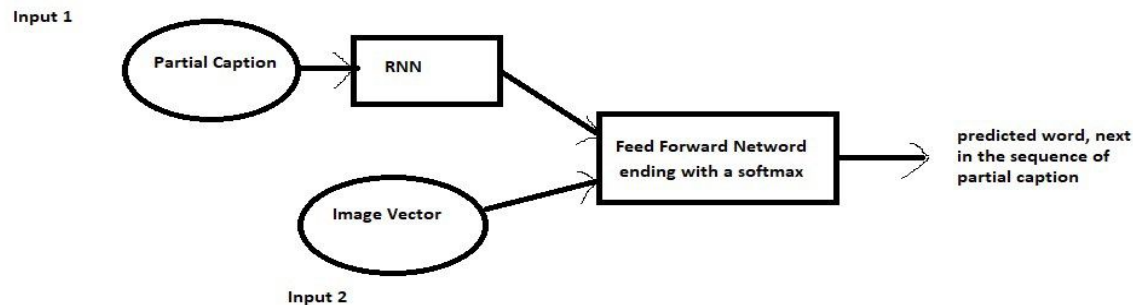 Input 1
Partial Caption
RNN
Feed Forward Netword
ending with a softmax
predicted word, next
in the sequence of
partial caption
Image Vector
Input 2